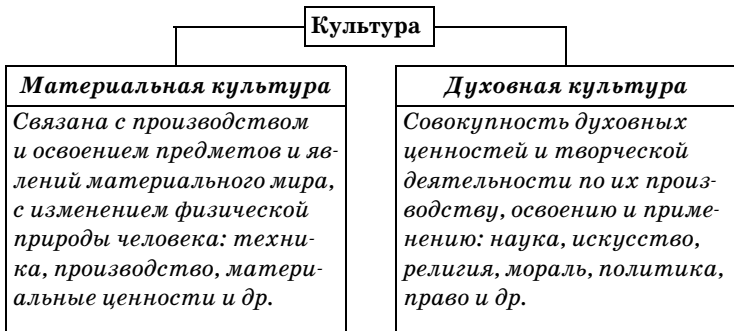 Культура
Материальная культура
Связана с производством
и освоением предметов и яв-
лений материального мира,
с изменением физической
природы человека: техни-
ка, производство, матери-
альные ценности и др.
Духовная культура
Совокупность духовных
ценностей и творческой
деятельности по их произ-
водству, освоению и приме-
нению: наука, искусство,
религия, мораль, политика,
право и др.